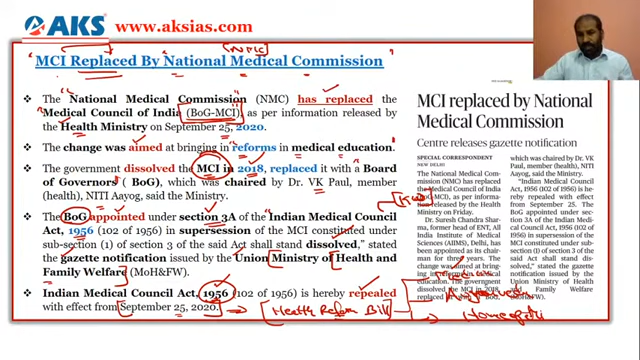 AKS IAS
www.aksias.com
(NMC)
"MCI Replaced By "National Medical Commission"
❖ The "National Medical Commission" (NMC) has replaced the
"Medical Council of India (BoG-MCI)" as per information released by
the Health Ministry on September 25, 2020.
❖ The change was aimed at bringing in "reforms in medical education."
❖ The government dissolved the MCI in 2018, replaced it with a "Board
of Governors" (BoG), which was chaired by Dr. VK Paul, member
(health), NITI Aayog, said the Ministry.
❖ The BoG appointed under section 3A of the "Indian Medical Council
Act, 1956 (102 of 1956) in supersession of the MCI constituted under
sub-section (1) of section 3 of the said Act shall stand dissolved", stated
the gazette notification issued by the Union Ministry of Health and
Family Welfare (MoH&FW)
❖ Indian Medical Council Act, 1956 (102 of 1956) is hereby repealed
with effect from September 25, 2020.
Health Reform Bill
Homeopathi
MCI replaced by National
Medical Commission
Centre releases gazette notification
SPECIAL CORRESPONDENT
NEW DELHI
The National Medical Commission (NMC) has replaced the Medical Council of India (BoG-MCI), as per information released by the Health Ministry on Friday.
Dr. Suresh Chandra Sharma, former head of ENT, All India Institute of Medical Sciences (AIIMS), Delhi, has been appointed as its chairman for three years. The change was aimed at bringing in reforms in medical education. The government dissolved the MCI in 2018, replaced
which was chaired by Dr. VK Paul, member (health), NITI Aayog, said the Ministry.
The Indian Medical Council Act, 1956 (102 of 1956) is hereby repealed with effect from September 25. The BoG appointed under section 3A of the Indian Medical Council Act, 1956 (102 of 1956) in supersession of the MCI constituted under sub-section (1) of section 3 of the said Act shall stand dissolved, stated the gazette notification issued by the Union Ministry of Health and